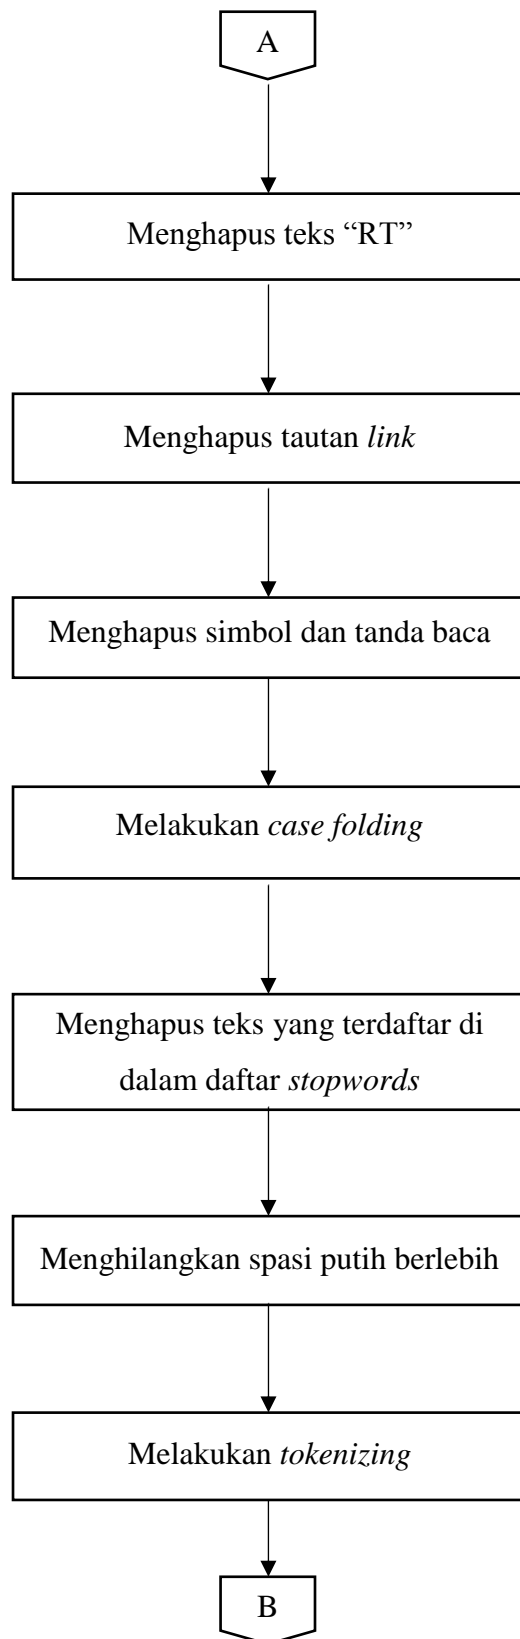 A
Menghapus teks “RT”
Menghapus tautan link
Menghapus simbol dan tanda baca
Melakukan case folding
Menghapus teks yang terdaftar di
dalam daftar stopwords
Menghilangkan spasi putih berlebih
Melakukan tokenizing
B